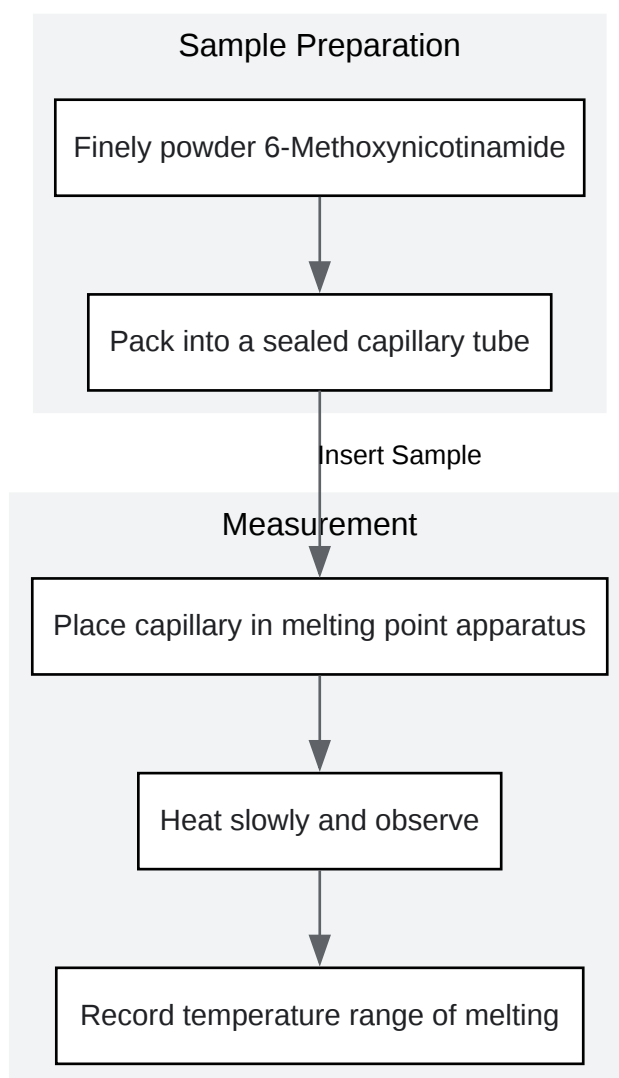 Sample Preparation
Finely powder 6-Methoxynicotinamide
Pack into a sealed capillary tube
Insert Sample
Measurement
Place capillary in melting point apparatus
Heat slowly and observe
Record temperature range of melting